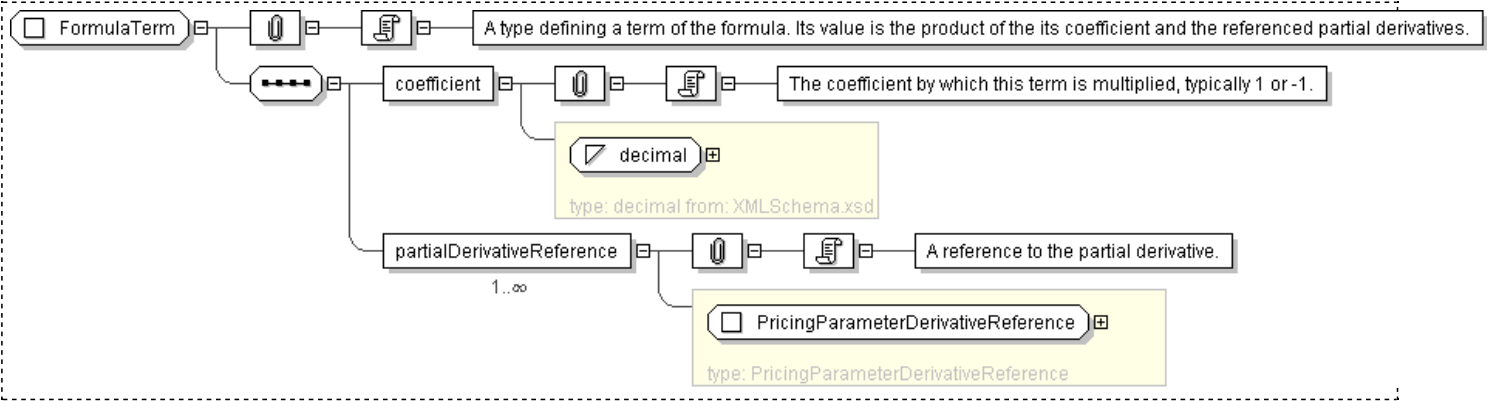 FormulaTerm
A type defining a term of the formula. Its value is the product of the its coefficient and the referenced partial derivatives.
coefficient
The coefficient by which this term is multiplied, typically 1 or -1.
decimal
type: decimal from: XMLSchema.xsd
partialDerivativeReference
A reference to the partial derivative.
1..∞
PricingParameterDerivativeReference
type: PricingParameterDerivativeReference